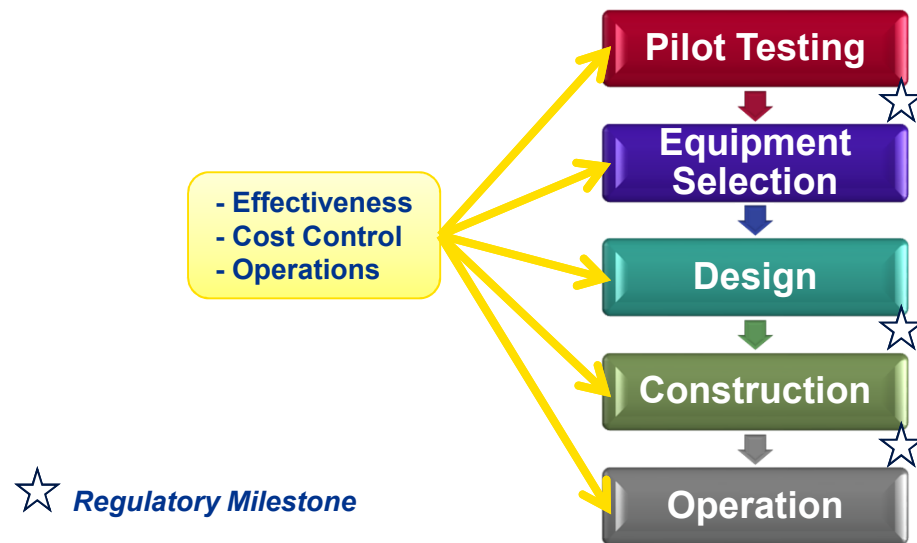 Pilot Testing
Equipment
Selection
- Effectiveness
- Cost Control
- Operations
Design
Construction
Operation
Regulatory Milestone